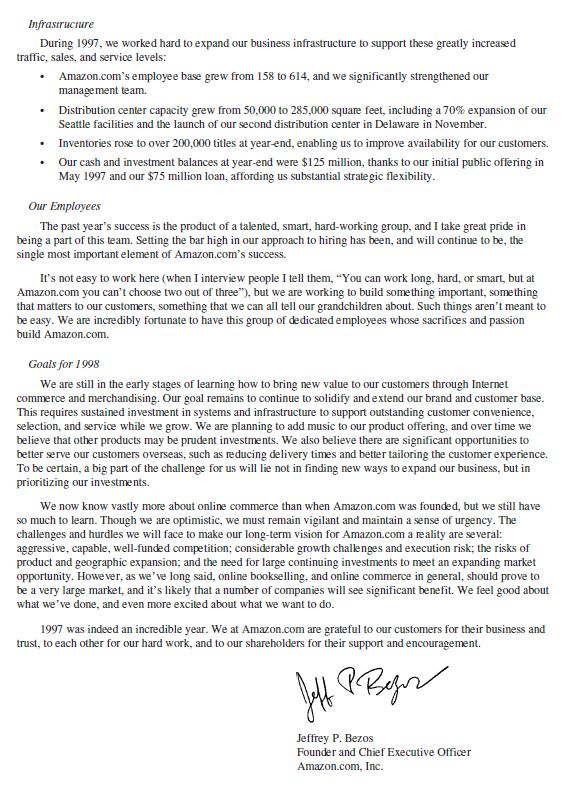 Infrastructure
During 1997, we worked hard to expand our business infrastructure to support these greatly increased
traffic, sales, and service levels:
• Amazon.com’s employee base grew from 158 to 614, and we significantly strengthened our
management team.
• Distribution center capacity grew from 50,000 to 285,000 square feet, including a 70% expansion of our
Seattle facilities and the launch of our second distribution center in Delaware in November.
• Inventories rose to over 200,000 titles at year-end, enabling us to improve availability for our customers.
• Our cash and investment balances at year-end were $125 million, thanks to our initial public offering in
May 1997 and our $75 million loan, affording us substantial strategic flexibility.
Our Employees
The past year’s success is the product of a talented, smart, hard-working group, and I take great pride in
being a part of this team. Setting the bar high in our approach to hiring has been, and will continue to be, the
single most important element of Amazon.com’s success.
It’s not easy to work here (when I interview people I tell them, “You can work long, hard, or smart, but at
Amazon.com you can’t choose two out of three”), but we are working to build something important, something
that matters to our customers, something that we can all tell our grandchildren about. Such things aren’t meant to
be easy. We are incredibly fortunate to have this group of dedicated employees whose sacrifices and passion
build Amazon.com.
Goals for 1998
We are still in the early stages of learning how to bring new value to our customers through Internet
commerce and merchandising. Our goal remains to continue to solidify and extend our brand and customer base.
This requires sustained investment in systems and infrastructure to support outstanding customer convenience,
selection, and service while we grow. We are planning to add music to our product offering, and over time we
believe that other products may be prudent investments. We also believe there are significant opportunities to
better serve our customers overseas, such as reducing delivery times and better tailoring the customer experience.
To be certain, a big part of the challenge for us will lie not in finding new ways to expand our business, but in
prioritizing our investments.
We now know vastly more about online commerce than when Amazon.com was founded, but we still have
so much to learn. Though we are optimistic, we must remain vigilant and maintain a sense of urgency. The
challenges and hurdles we will face to make our long-term vision for Amazon.com a reality are several:
aggressive, capable, well-funded competition; considerable growth challenges and execution risk; the risks of
product and geographic expansion; and the need for large continuing investments to meet an expanding market
opportunity. However, as we’ve long said, online bookselling, and online commerce in general, should prove to
be a very large market, and it’s likely that a number of companies will see significant benefit. We feel good about
what we’ve done, and even more excited about what we want to do.
1997 was indeed an incredible year. We at Amazon.com are grateful to our customers for their business and
trust, to each other for our hard work, and to our shareholders for their support and encouragement.
Jeff P Bezos
Jeffrey P. Bezos
Founder and Chief Executive Officer
Amazon.com, Inc.